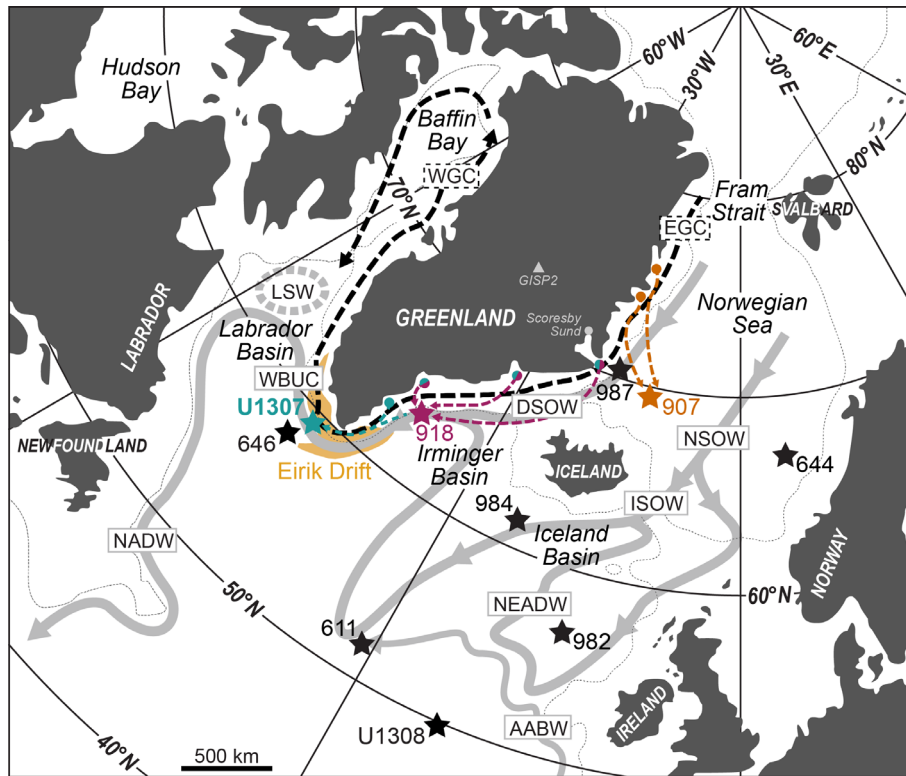 60°W
60°E
30°W
30°E
80°N
Hudson
Bay
Baffin
Bay
WGC
70°N
Fram
Strait
SVALBARD
EGC
LSW
GISP2
Scoresby
Sund
Norwegian
Sea
LABRADOR
Labrador
Basin
GREENLAND
WBUC
U1307
646
Eirik Drift
918
DSOW
987
907
NEWFOUNDLAND
Irminger
Basin
ICELAND
NSOW
644
984
ISOW
Iceland
Basin
NADW
NORWAY
50°N
60°N
NEADW
611
982
IRELAND
U1308
AABW
40°N
500 km